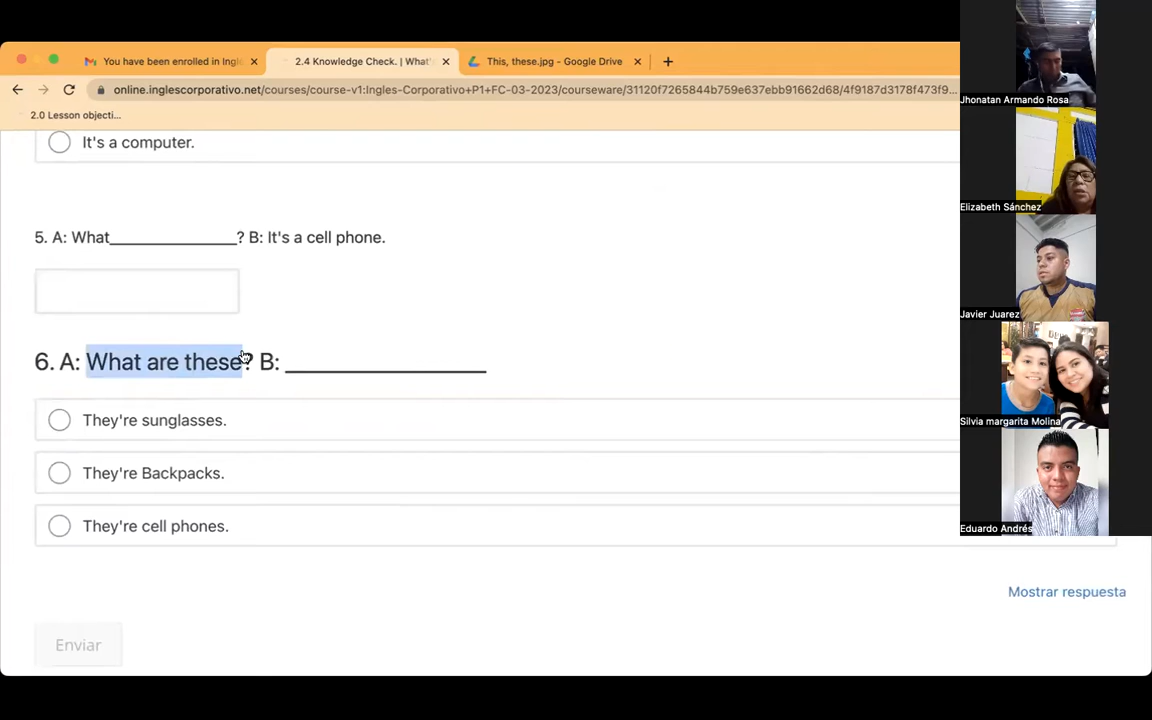 You have been enrolled in Ingle
2.4 Knowledge Check. | What'
This, these.jpg - Google Drive
online.inglescorporativo.net/courses/course-v1:Ingles-Corporativo+P1+FC-03-2023/courseware/31120f7265844b759e637ebb91662d68/4f9187d3178f473f9...
2.0 Lesson objecti...
It's a computer.
5. A: What______________? B: It's a cell phone.
6. A: What are these? B: ________________
They're sunglasses.
They're Backpacks.
They're cell phones.
Mostrar respuesta
Enviar
Jhonatan Armando Rosa
Elizabeth Sánchez
Javier Juarez
Silvia margarita Molina
Eduardo Andrés